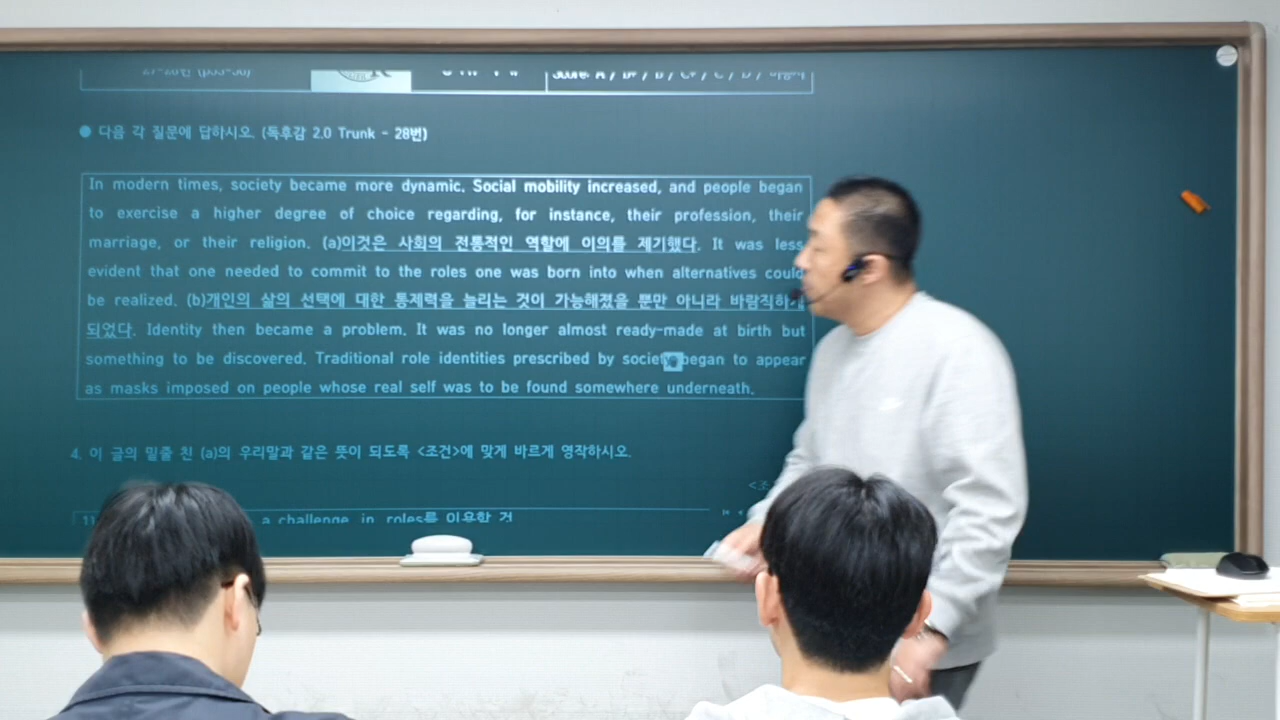 Score: A / B+ / B / C+ / C / D /
● 다음 각 질문에 답하시오. (독후감 2.0 Trunk - 28번)
In modern times, society became more dynamic. Social mobility increased, and people began
to exercise a higher degree of choice regarding, for instance, their profession, their
marriage, or their religion. (a)이것은 사회의 전통적인 역할에 이의를 제기했다. It was less
evident that one needed to commit to the roles one was born into when alternatives could
be realized. (b)개인의 삶의 선택에 대한 통제력을 늘리는 것이 가능해졌을 뿐만 아니라 바람직하게
되었다. Identity then became a problem. It was no longer almost ready-made at birth but
something to be discovered. Traditional role identities prescribed by society began to appear
as masks imposed on people whose real self was to be found somewhere underneath.
4. 이 글의 밑줄 친 (a)의 우리말과 같은 뜻이 되도록 <조건>에 맞게 바르게 영작하시오.
<조
1) a challenge, in, roles를 이용할 것